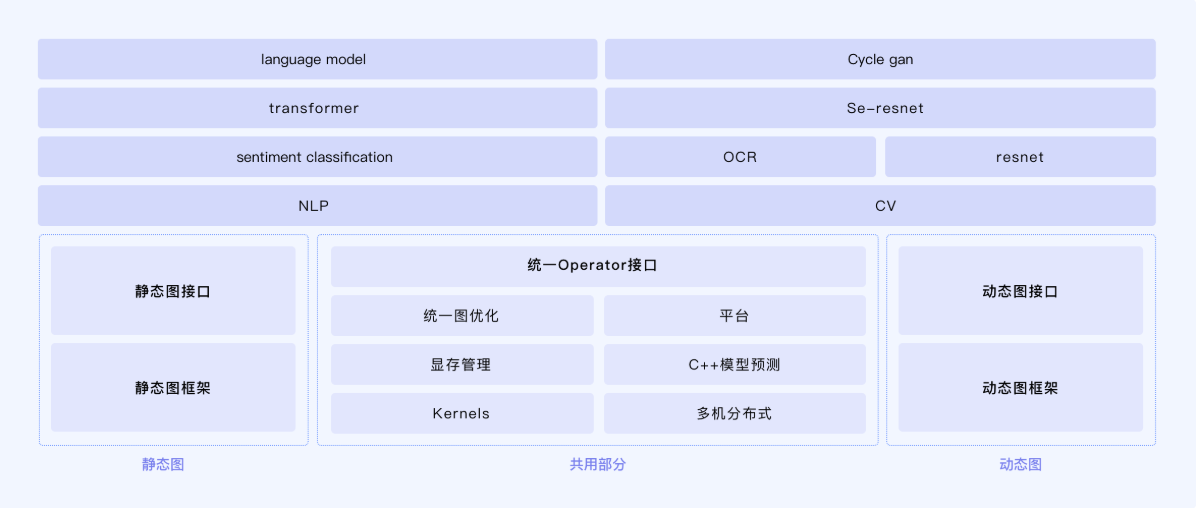 language model
Cycle gan
transformer
Se-resnet
sentiment classification
OCR
resnet
NLP
CV
静态图接口
静态图框架
统一Operator接口
统一图优化
平台
显存管理
C++模型预测
Kernels
多机分布式
动态图接口
动态图框架
静态图
共用部分
动态图